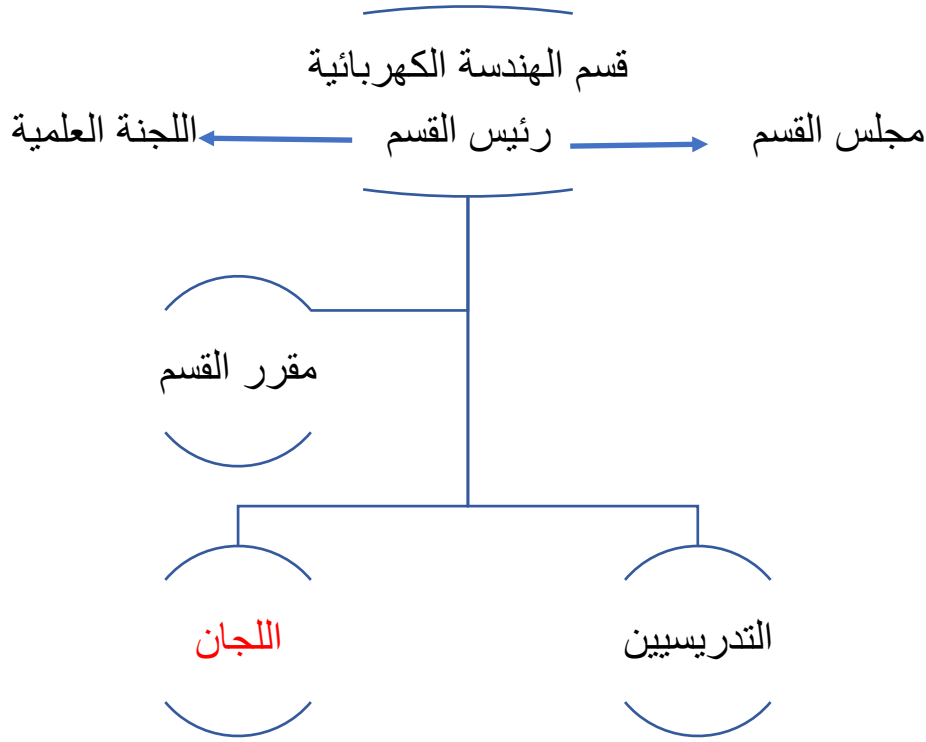 قسم الهندسة الكهربائية
مجلس القسم
رئيس القسم
اللجنة العلمية
مقرر القسم
التدريسيين
اللجان